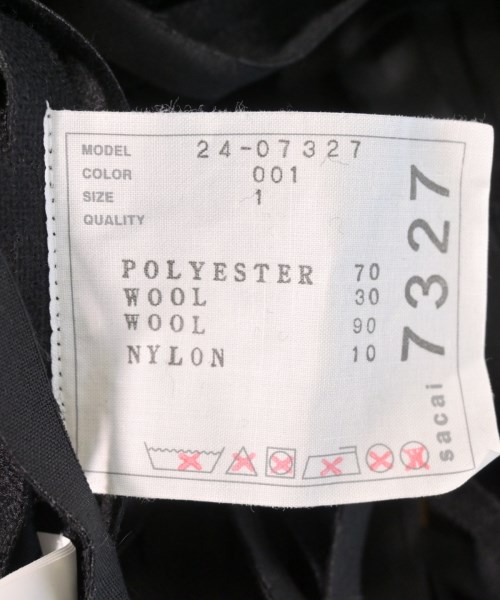 MODEL 24-07327
COLOR 001
SIZE 1
QUALITY
POLYESTER 70
WOOL 30
WOOL 90
NYLON 10
sacai 7327